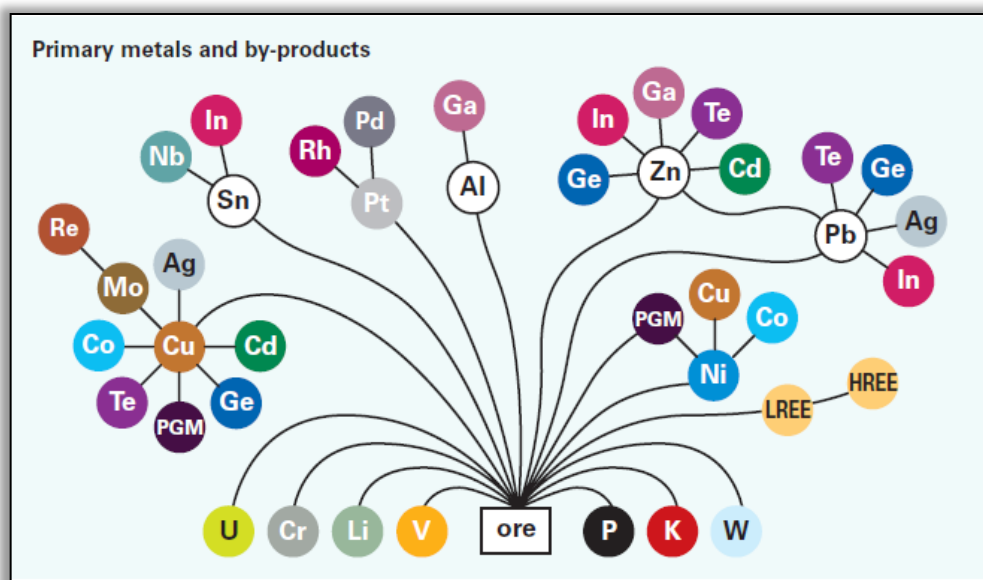 Primary metals and by-products
In
Nb
Sn
Rh
Pd
Pt
Ga
Al
In
Ga
Te
Ge
Zn
Cd
Te
Ge
Pb
Ag
In
Re
Mo
Ag
Co
Cu
Cd
Te
PGM
Ge
PGM
Cu
Co
Ni
LREE
HREE
U
Cr
Li
V
ore
P
K
W